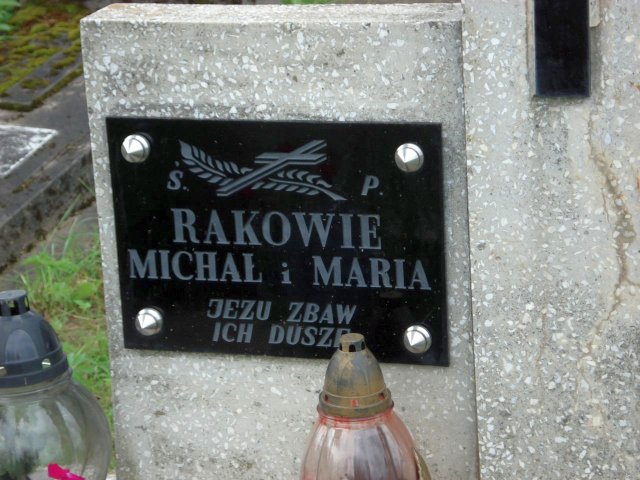 Ś. P.
RAKOWIE
MICHAŁ i MARIA
JEZU ZBAW
ICH DUSZE